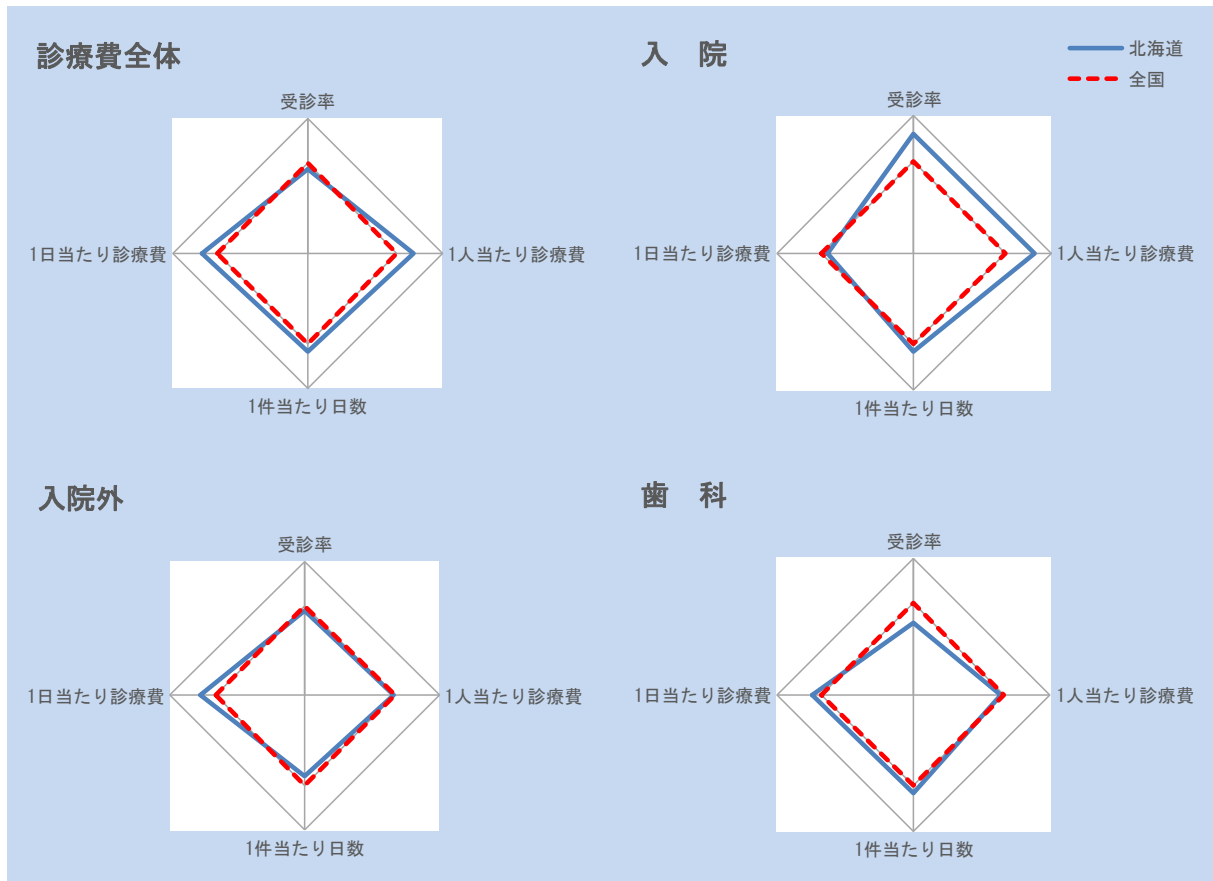 診療費全体
受診率
1日当たり診療費
1人当たり診療費
1件当たり日数
入　院
北海道
全国
受診率
1日当たり診療費
1人当たり診療費
1件当たり日数
入院外
受診率
1日当たり診療費
1人当たり診療費
1件当たり日数
歯　科
受診率
1日当たり診療費
1人当たり診療費
1件当たり日数